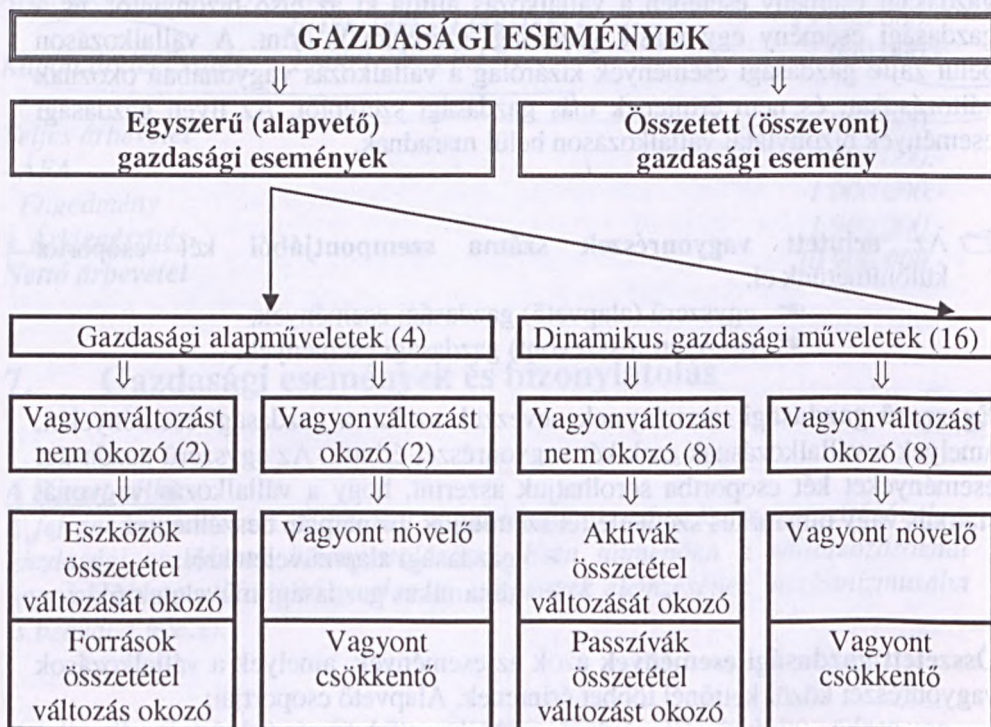 GAZDASÁGI ESEMÉNYEK
Egyszerű (alapvető)
gazdasági események
Összetett (összevont)
gazdasági esemény
Gazdasági alapműveletek (4)
Dinamikus gazdasági műveletek (16)
Vagyonváltozást
nem okozó (2)
Vagyonváltozást
okozó (2)
Vagyonváltozást
nem okozó (8)
Vagyonváltozást
okozó (8)
Eszközök
összetétel
változását okozó
Vagyont növelő
Aktívák
összetétel
változását okozó
Vagyont növelő
Források
összetétel
változás okozó
Vagyont
csökkentő
Passzívák
összetétel
változást okozó
Vagyont
csökkentő